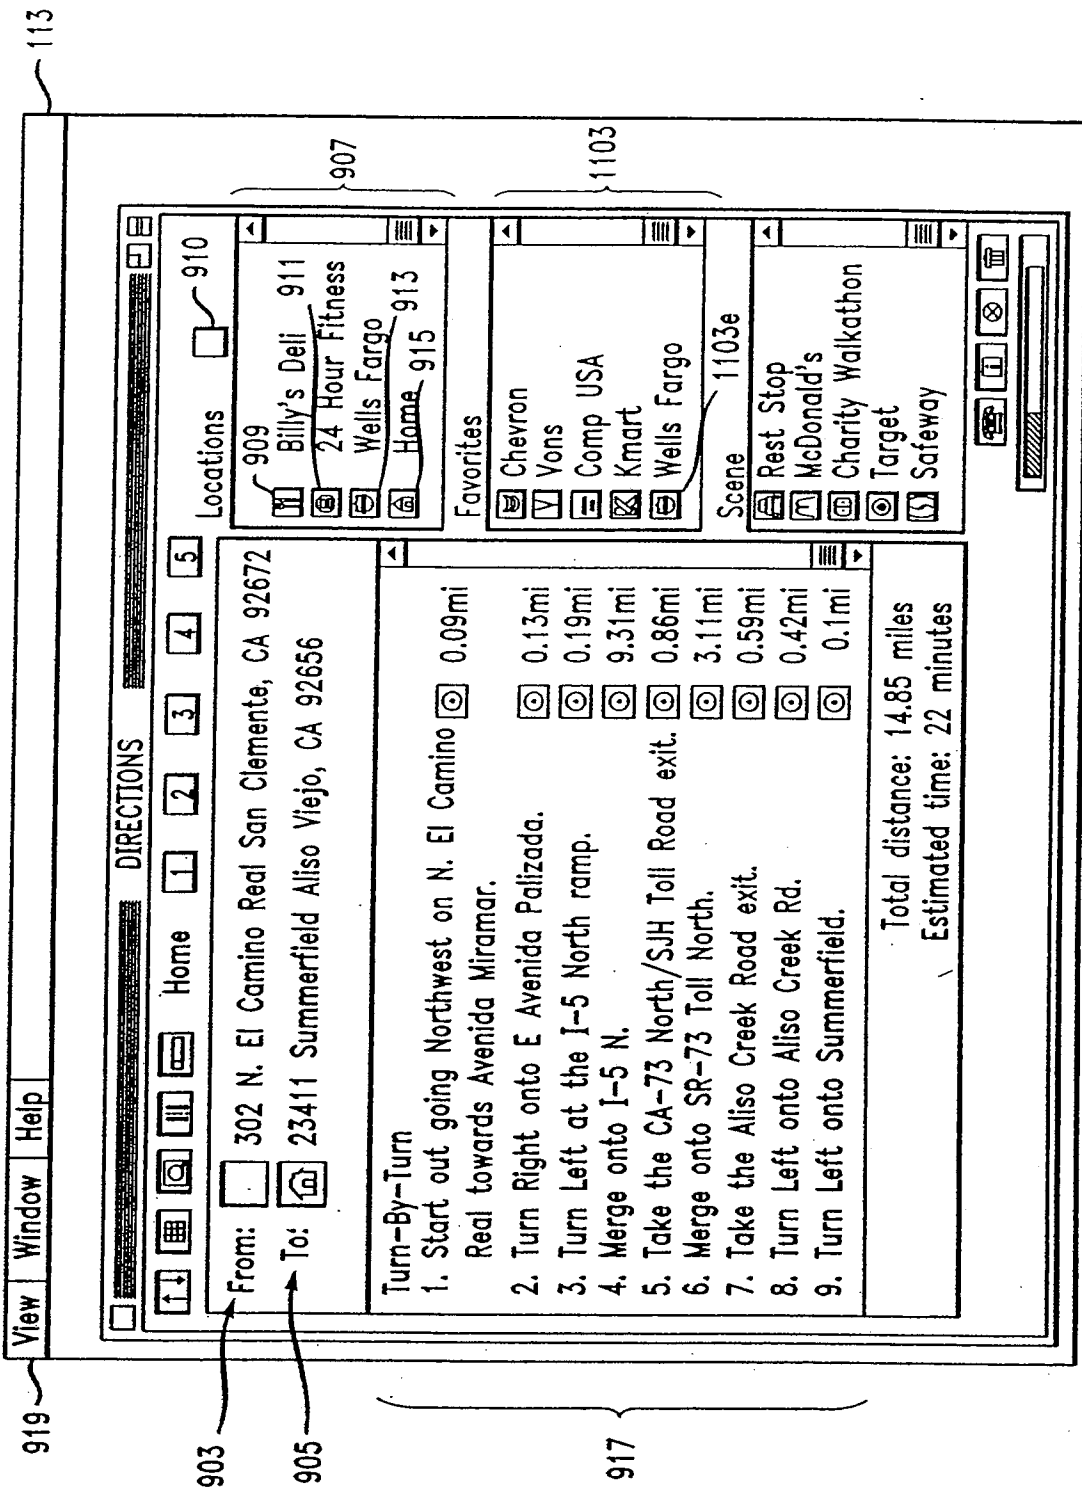 113
View Window Help
919
DIRECTIONS
Home 1 2 3 4 5
903
From: 302 N. El Camino Real San Clemente, CA 92672
905
To: 23411 Summerfield Aliso Viejo, CA 92656
Turn-By-Turn
1. Start out going Northwest on N. El Camino 0.09mi
Real towards Avenida Miramar.
2. Turn Right onto E Avenida Palizada. 0.13mi
3. Turn Left at the I-5 North ramp. 0.19mi
4. Merge onto I-5 N. 9.31mi
5. Take the CA-73 North/SJH Toll Road exit. 0.86mi
6. Merge onto SR-73 Toll North. 3.11mi
7. Take the Aliso Creek Road exit. 0.59mi
8. Turn Left onto Aliso Creek Rd. 0.42mi
9. Turn Left onto Summerfield. 0.1mi
917
Total distance: 14.85 miles
Estimated time: 22 minutes
Locations
910
907
909
Billy's Deli 911
24 Hour Fitness
Wells Fargo 913
Home 915
Favorites
1103
Chevron
V Vons
Comp USA
K Kmart
Wells Fargo
1103e
Scene
Rest Stop
McDonald's
Charity Walkathon
Target
S Safeway